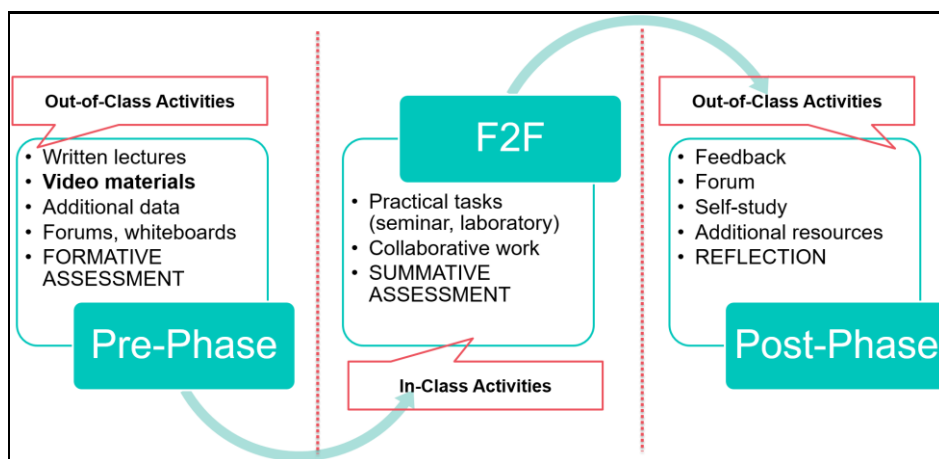 Out-of-Class Activities
• Written lectures
• Video materials
• Additional data
• Forums, whiteboards
• FORMATIVE
ASSESSMENT
Pre-Phase
F2F
• Practical tasks
(seminar, laboratory)
• Collaborative work
• SUMMATIVE
ASSESSMENT
In-Class Activities
Out-of-Class Activities
• Feedback
• Forum
• Self-study
• Additional resources
• REFLECTION
Post-Phase